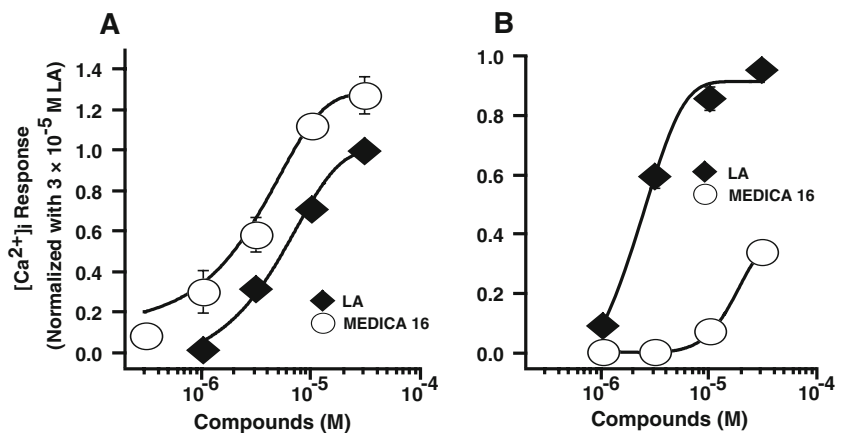 A
[Ca2+]i Response
(Normalized with 3 × 10-5 M LA)
1.4
1.2
1.0
0.8
0.6
0.4
0.2
0.0
LA
MEDICA 16
10-6
10-5
10-4
Compounds (M)
B
1.0
0.8
0.6
0.4
0.2
0.0
LA
MEDICA 16
10-6
10-5
10-4
Compounds (M)